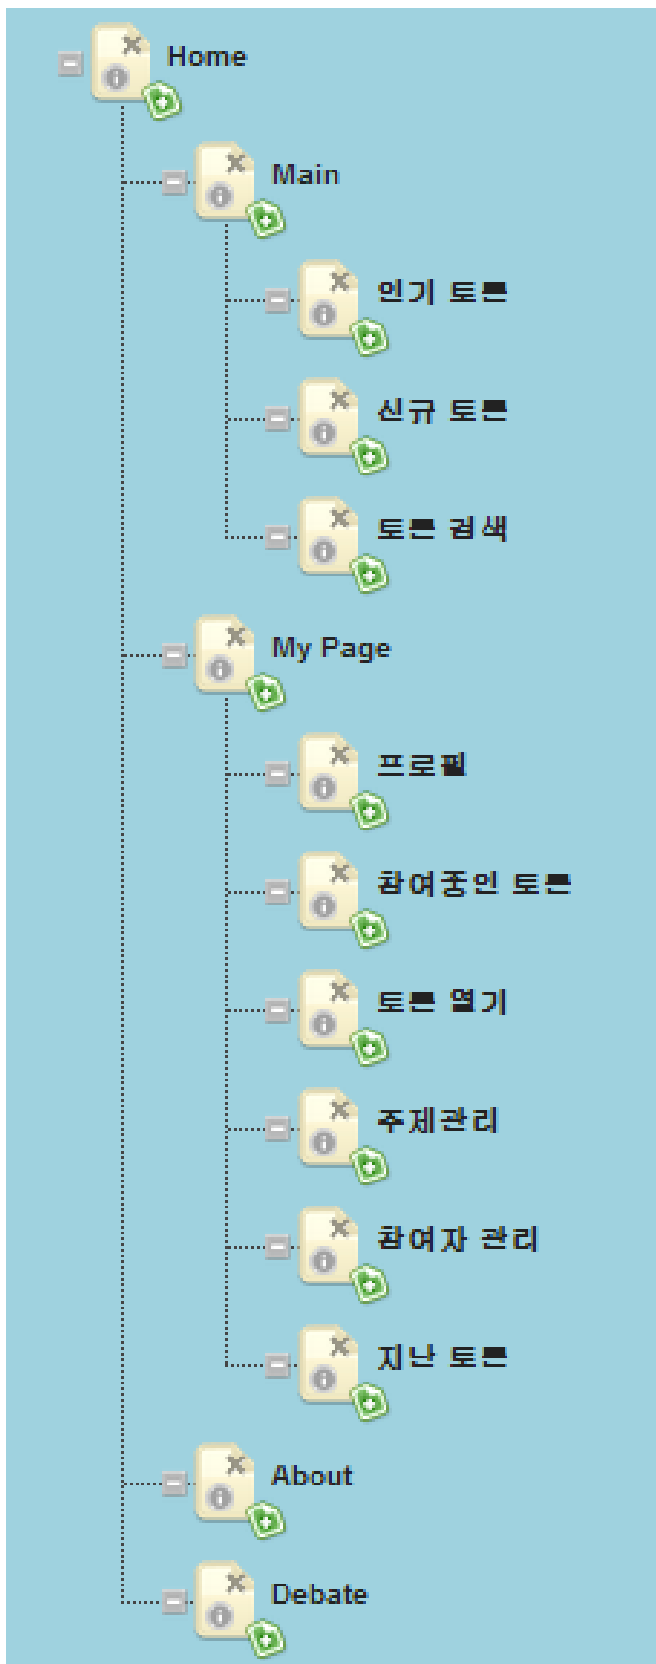 Home
Main
인기 토론
신규 토론
토론 검색
My Page
프로필
참여중인 토론
토론 열기
주제관리
참여자 관리
지난 토론
About
Debate